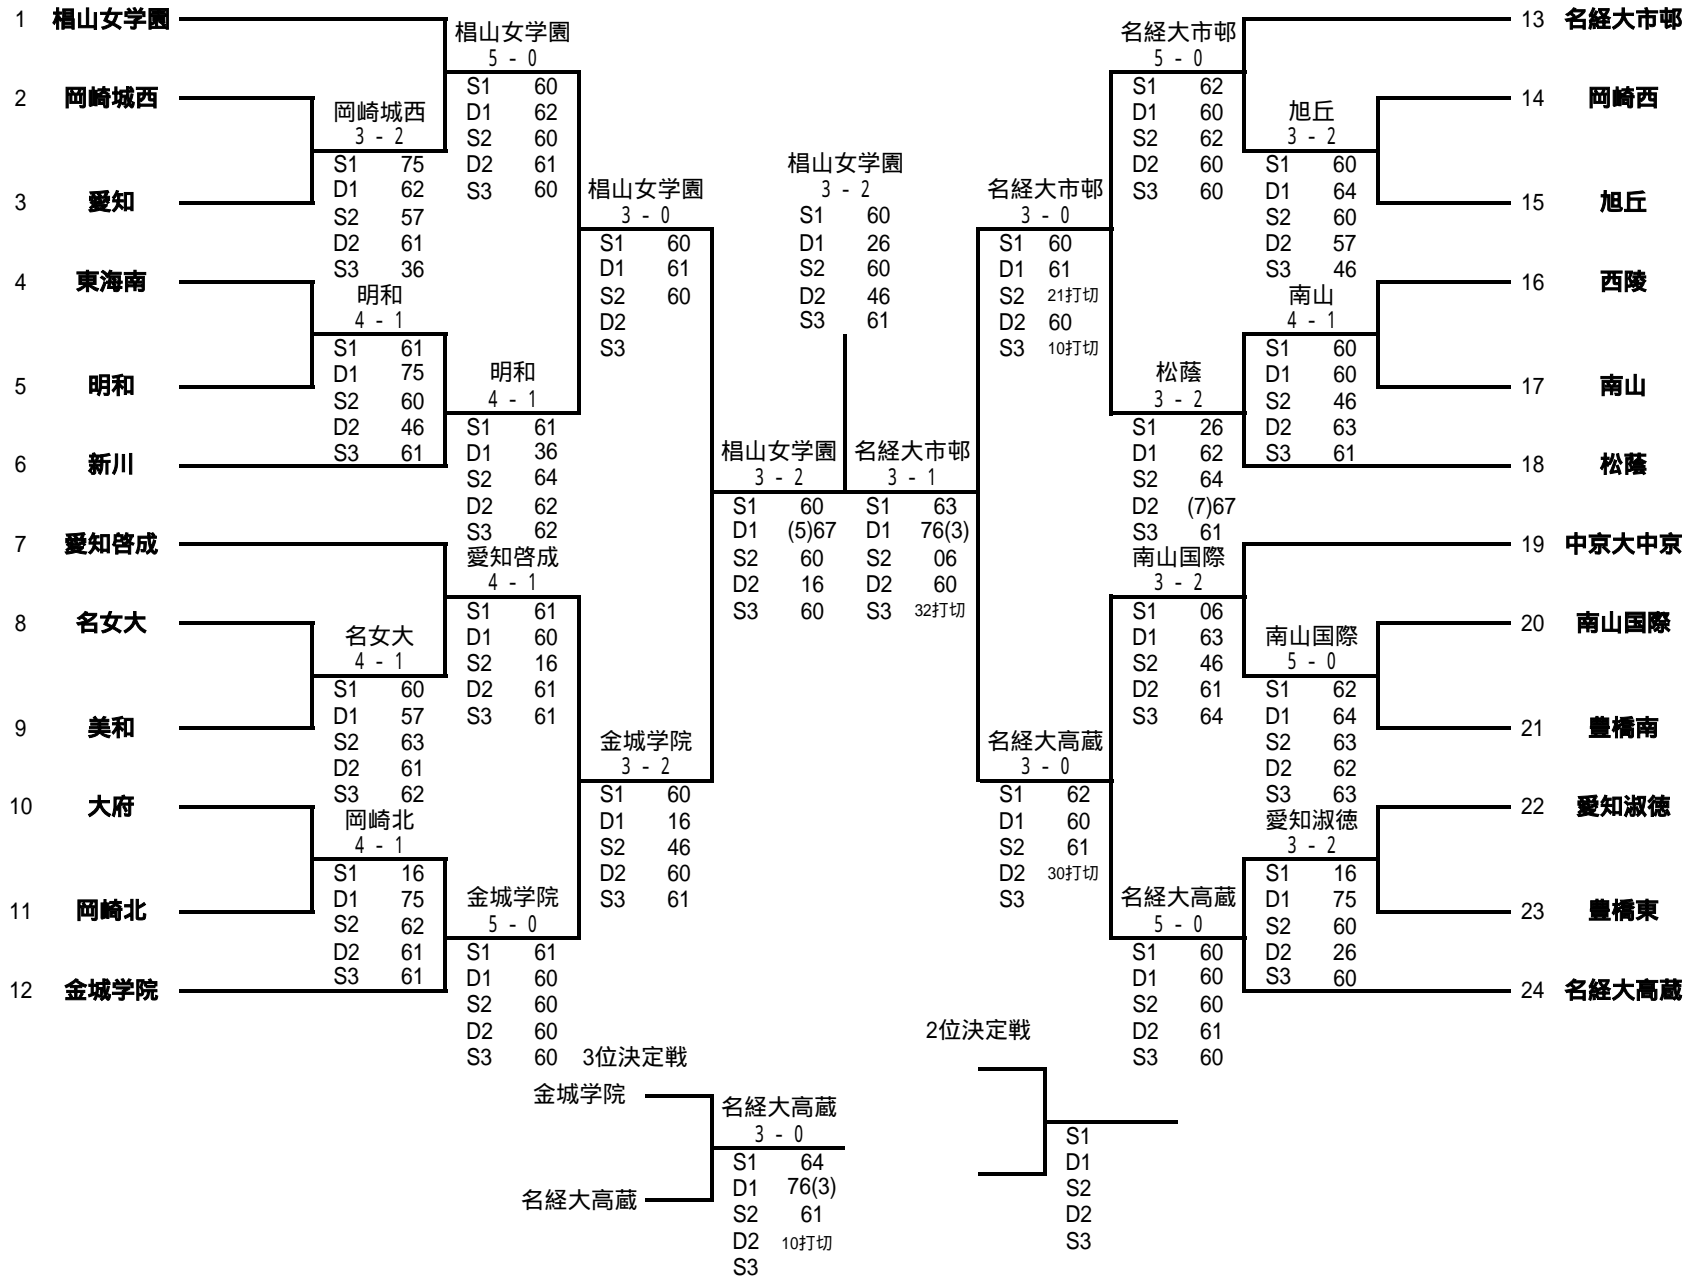 1 椙山女学園
2 岡崎城西
3 愛知
4 東海南
5 明和
6 新川
7 愛知啓成
8 名女大
9 美和
10 大府
11 岡崎北
12 金城学院
岡崎城西
3 - 2
S1 75
D1 62
S2 57
D2 61
S3 36
明和
4 - 1
S1 61
D1 75
S2 60
D2 46
S3 61
名女大
4 - 1
S1 60
D1 57
S2 63
D2 61
S3 62
岡崎北
4 - 1
S1 16
D1 75
S2 62
D2 61
S3 61
椙山女学園
5 - 0
S1 60
D1 62
S2 60
D2 61
S3 60
明和
4 - 1
S1 61
D1 36
S2 64
D2 62
S3 62
愛知啓成
4 - 1
S1 61
D1 60
S2 16
D2 61
S3 61
金城学院
5 - 0
S1 61
D1 60
S2 60
D2 60
S3 60
椙山女学園
3 - 0
S1 60
D1 61
S2 60
D2
S3
金城学院
3 - 2
S1 60
D1 16
S2 46
D2 60
S3 61
椙山女学園
3 - 2
S1 60
D1 (5)67
S2 60
D2 16
S3 60
椙山女学園
3 - 2
S1 60
D1 26
S2 60
D2 46
S3 61
名経大市邨
3 - 1
S1 63
D1 76(3)
S2 06
D2 60
S3 32打切
名経大市邨
3 - 0
S1 60
D1 61
S2 21打切
D2 60
S3 10打切
名経大高蔵
3 - 0
S1 62
D1 60
S2 61
D2 30打切
S3
名経大市邨
5 - 0
S1 62
D1 60
S2 62
D2 60
S3 60
松蔭
3 - 2
S1 26
D1 62
S2 64
D2 (7)67
S3 61
南山国際
3 - 2
S1 06
D1 63
S2 46
D2 61
S3 64
名経大高蔵
5 - 0
S1 60
D1 60
S2 60
D2 61
S3 60
旭丘
3 - 2
S1 60
D1 64
S2 60
D2 57
S3 46
南山
4 - 1
S1 60
D1 60
S2 46
D2 63
S3 61
南山国際
5 - 0
S1 62
D1 64
S2 63
D2 62
S3 63
愛知淑徳
3 - 2
S1 16
D1 75
S2 60
D2 26
S3 60
13 名経大市邨
14 岡崎西
15 旭丘
16 西陵
17 南山
18 松蔭
19 中京大中京
20 南山国際
21 豊橋南
22 愛知淑徳
23 豊橋東
24 名経大高蔵
3位決定戦
金城学院
名経大高蔵
名経大高蔵
3 - 0
S1 64
D1 76(3)
S2 61
D2 10打切
S3
2位決定戦
S1
D1
S2
D2
S3